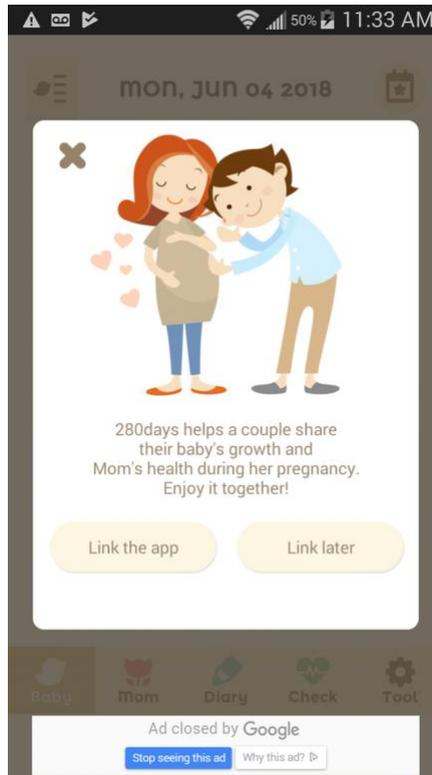 50% 11:33 AM
Mon, Jun 04 2018
280days helps a couple share
their baby's growth and
Mom's health during her pregnancy.
Enjoy it together!
Link the app Link later
Baby Mom Diary Check Tool
Ad closed by Google
Stop seeing this ad Why this ad?